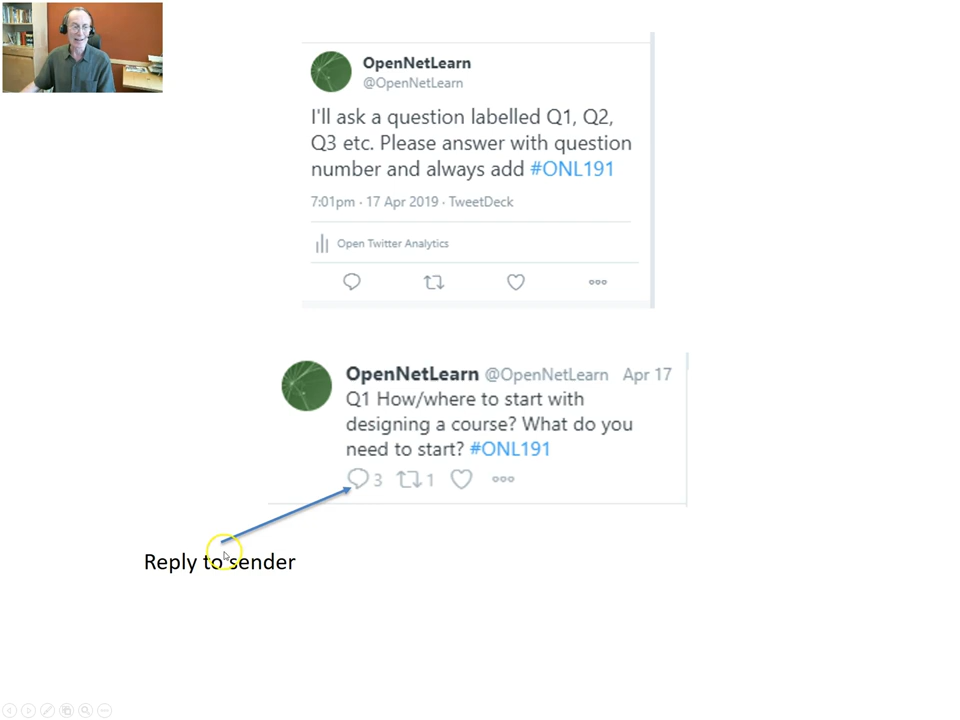 OpenNetLearn
@OpenNetLearn
I'll ask a question labelled Q1, Q2,
Q3 etc. Please answer with question
number and always add #ONL191
7:01pm · 17 Apr 2019 · TweetDeck
Open Twitter Analytics
OpenNetLearn @OpenNetLearn Apr 17
Q1 How/where to start with
designing a course? What do you
need to start? #ONL191
3 1
Reply to sender